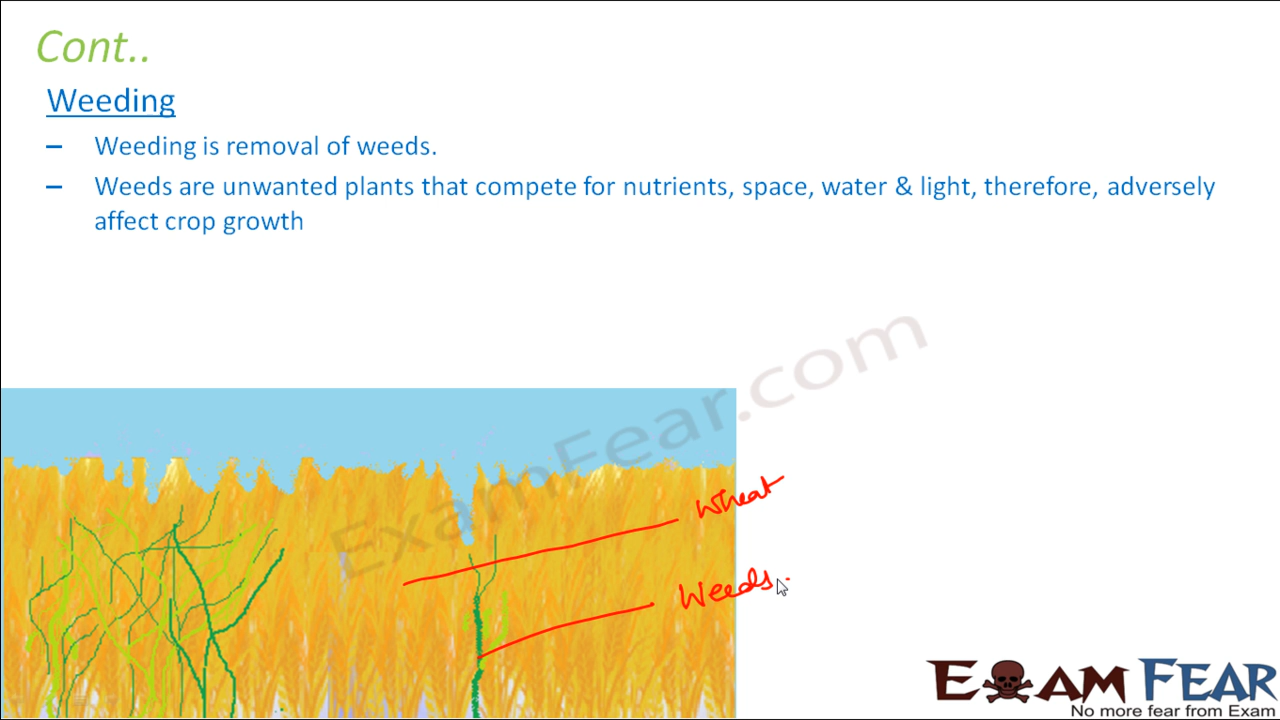 Cont..
Weeding
– Weeding is removal of weeds.
– Weeds are unwanted plants that compete for nutrients, space, water & light, therefore, adversely
affect crop growth
ExamFear.com
Wheat
Weeds.
EXAM FEAR
No more fear from Exam